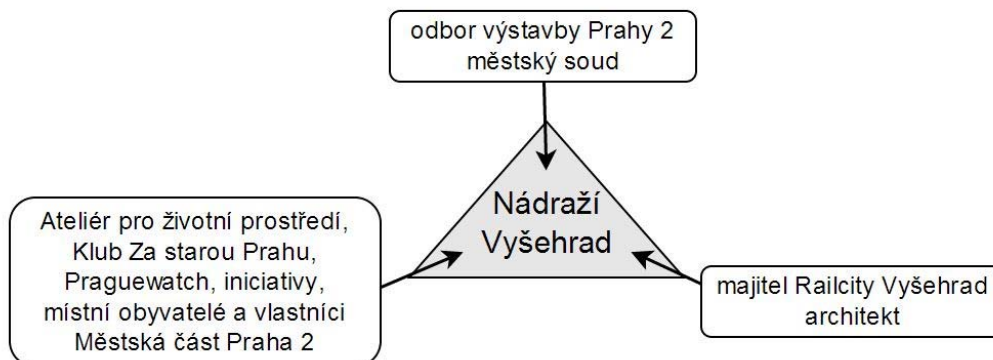 odbor výstavby Prahy 2
městský soud
Nádraží
Vyšehrad
Ateliér pro životní prostředí,
Klub Za starou Prahu,
Praguewatch, iniciativy,
místní obyvatelé a vlastníci
Městská část Praha 2
majitel Railcity Vyšehrad
architekt